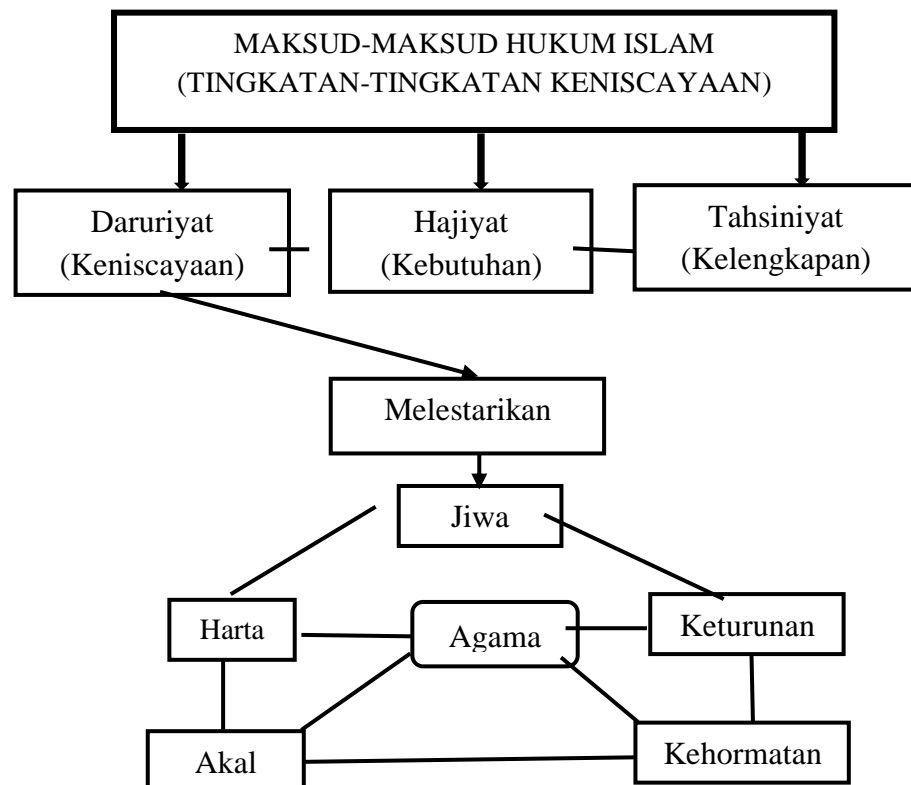 MAKSUD-MAKSUD HUKUM ISLAM
(TINGKATAN-TINGKATAN KENISCAYAAN)
Daruriyat
(Keniscayaan)
Hajiyat
(Kebutuhan)
Tahsiniyat
(Kelengkapan)
Melestarikan
Jiwa
Harta
Agama
Keturunan
Akal
Kehormatan